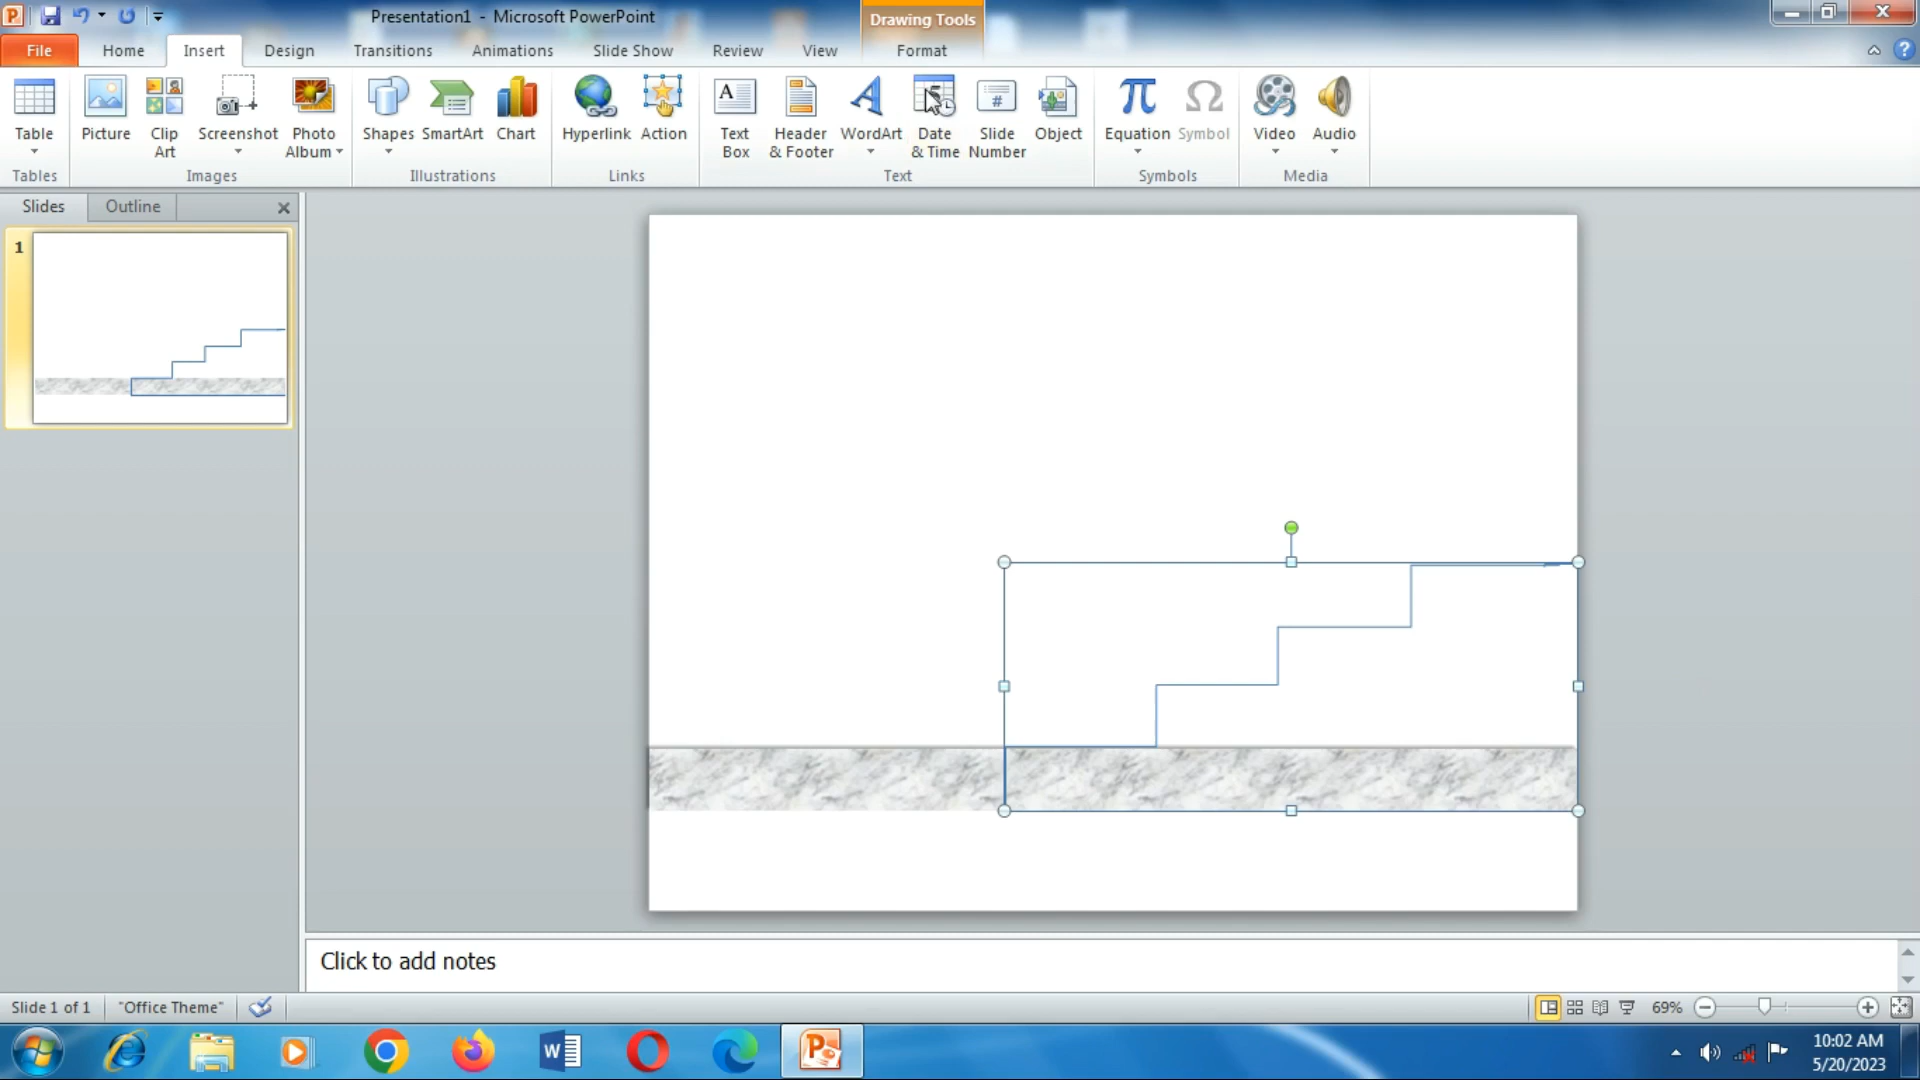 Presentation1 - Microsoft PowerPoint
Drawing Tools
File Home Insert Design Transitions Animations Slide Show Review View Format
Table Picture Clip Art Screenshot Photo Album Shapes SmartArt Chart Hyperlink Action Text Box Header & Footer WordArt Date & Time Slide Number Object Equation Symbol Video Audio
Tables Images Illustrations Links Text Symbols Media
Slides Outline
1
Click to add notes
Slide 1 of 1 "Office Theme" 69%
10:02 AM
5/20/2023